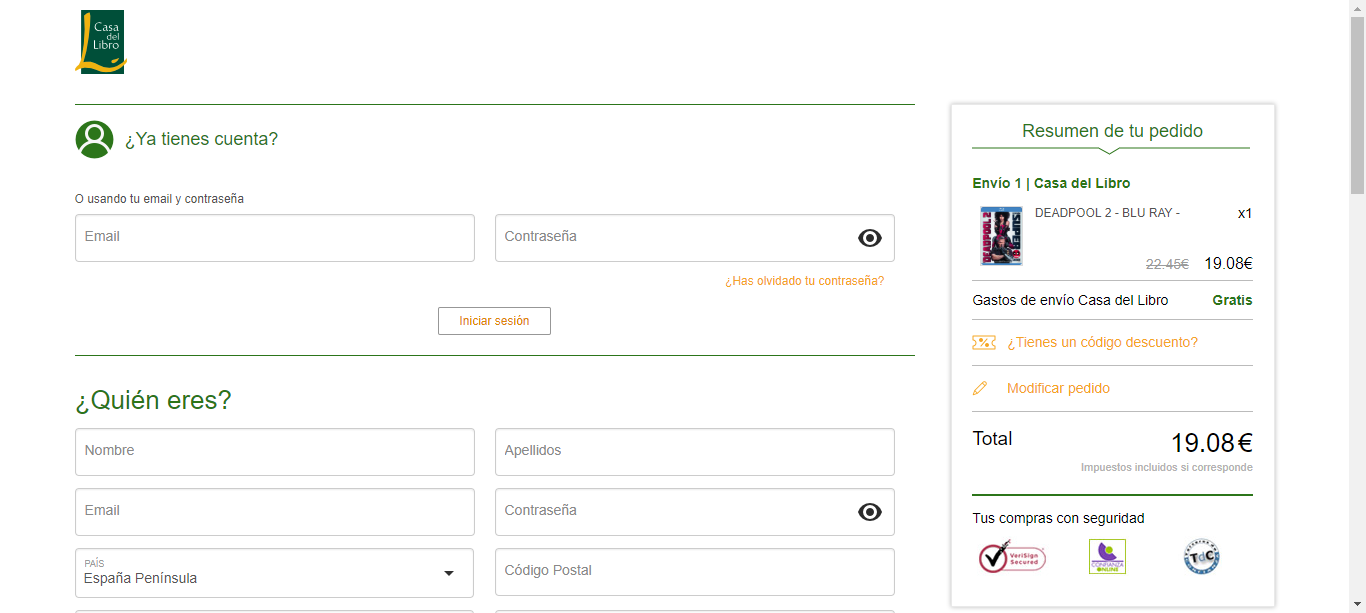 Casa
del
Libro
¿Ya tienes cuenta?
O usando tu email y contraseña
Email
Contraseña
¿Has olvidado tu contraseña?
Iniciar sesión
¿Quién eres?
Nombre
Apellidos
Email
Contraseña
PAÍS
España Península
Código Postal
Resumen de tu pedido
Envío 1 | Casa del Libro
DEADPOOL 2 - BLU RAY - x1
DEADPOOL 2
22.45€ 19.08€
Gastos de envío Casa del Libro Gratis
¿Tienes un código descuento?
Modificar pedido
Total 19.08€
Impuestos incluidos si corresponde
Tus compras con seguridad
VeriSign
Secured
CONFIANZA
ONLINE
TdC